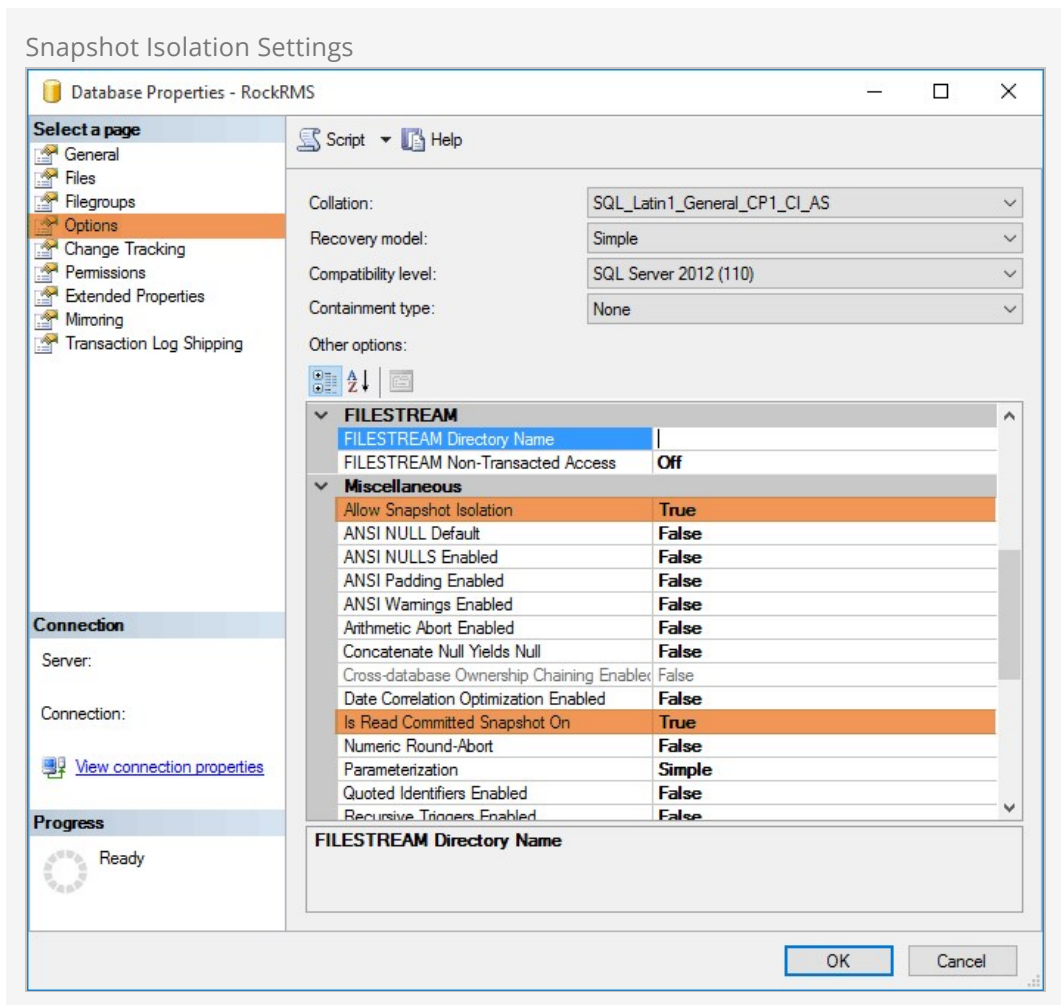 Snapshot Isolation Settings
Database Properties - RockRMS
Select a page
General
Files
Filegroups
Options
Change Tracking
Permissions
Extended Properties
Mirroring
Transaction Log Shipping
Script
Help
Collation: SQL_Latin1_General_CP1_CI_AS
Recovery model: Simple
Compatibility level: SQL Server 2012 (110)
Containment type: None
Other options:
FILESTREAM
FILESTREAM Directory Name
FILESTREAM Non-Transacted Access Off
Miscellaneous
Allow Snapshot Isolation True
ANSI NULL Default False
ANSI NULLS Enabled False
ANSI Padding Enabled False
ANSI Warnings Enabled False
Arithmetic Abort Enabled False
Concatenate Null Yields Null False
Cross-database Ownership Chaining Enabled False
Date Correlation Optimization Enabled False
Is Read Committed Snapshot On True
Numeric Round-Abort False
Parameterization Simple
Quoted Identifiers Enabled False
Recursive Triggers Enabled False
FILESTREAM Directory Name
Connection
Server:
Connection:
View connection properties
Progress
Ready
OK
Cancel